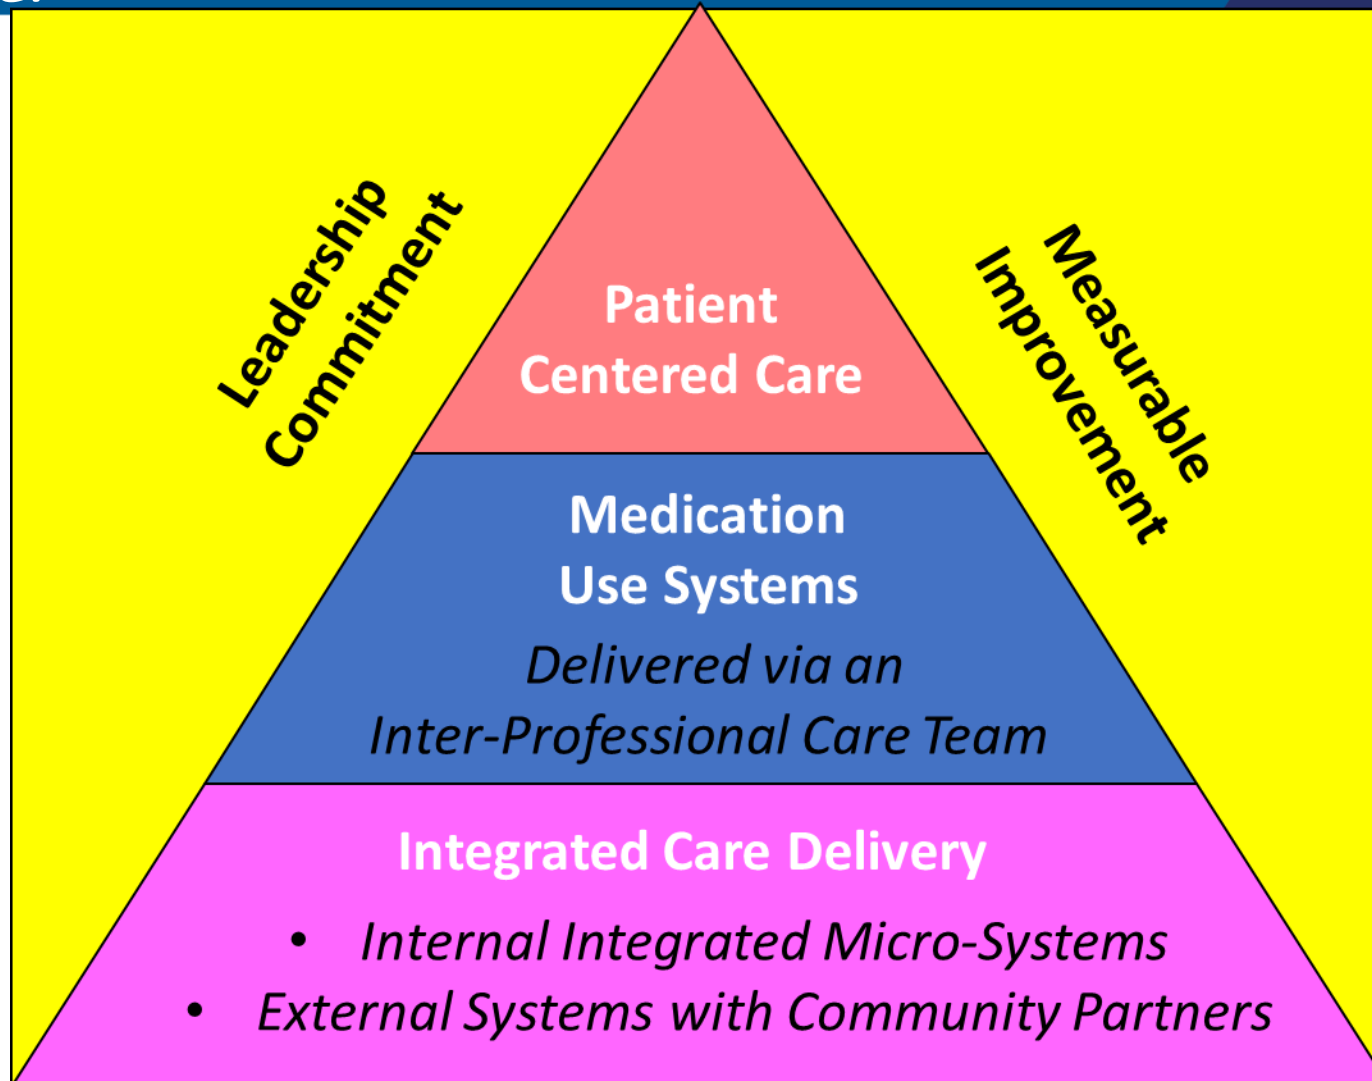 Leadership
Commitment
Measurable
Improvement
Patient
Centered Care
Medication
Use Systems
Delivered via an
Inter-Professional Care Team
Integrated Care Delivery
• Internal Integrated Micro-Systems
• External Systems with Community Partners